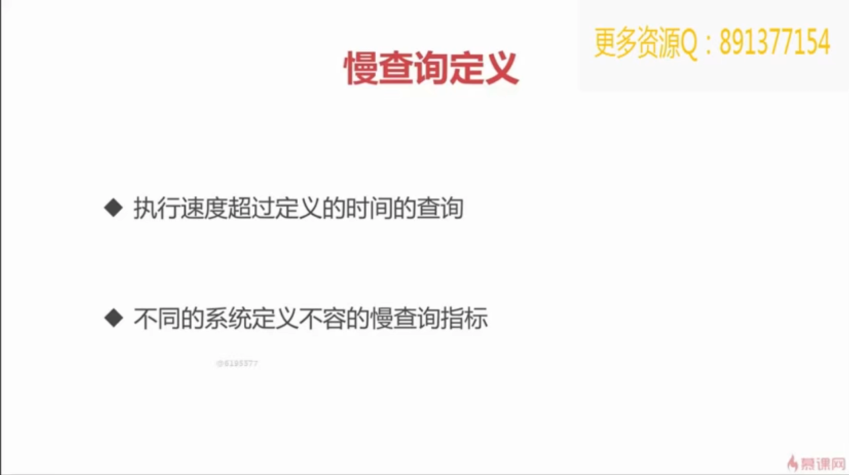 更多资源Q：891377154
慢查询定义
◆ 执行速度超过定义的时间的查询
◆ 不同的系统定义不容的慢查询指标
慕课网